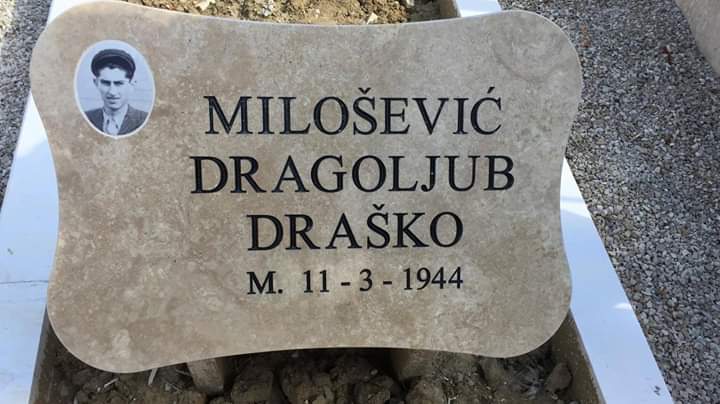 MILOŠEVIĆ
DRAGOLJUB
DRAŠKO
M. 11 - 3 - 1944